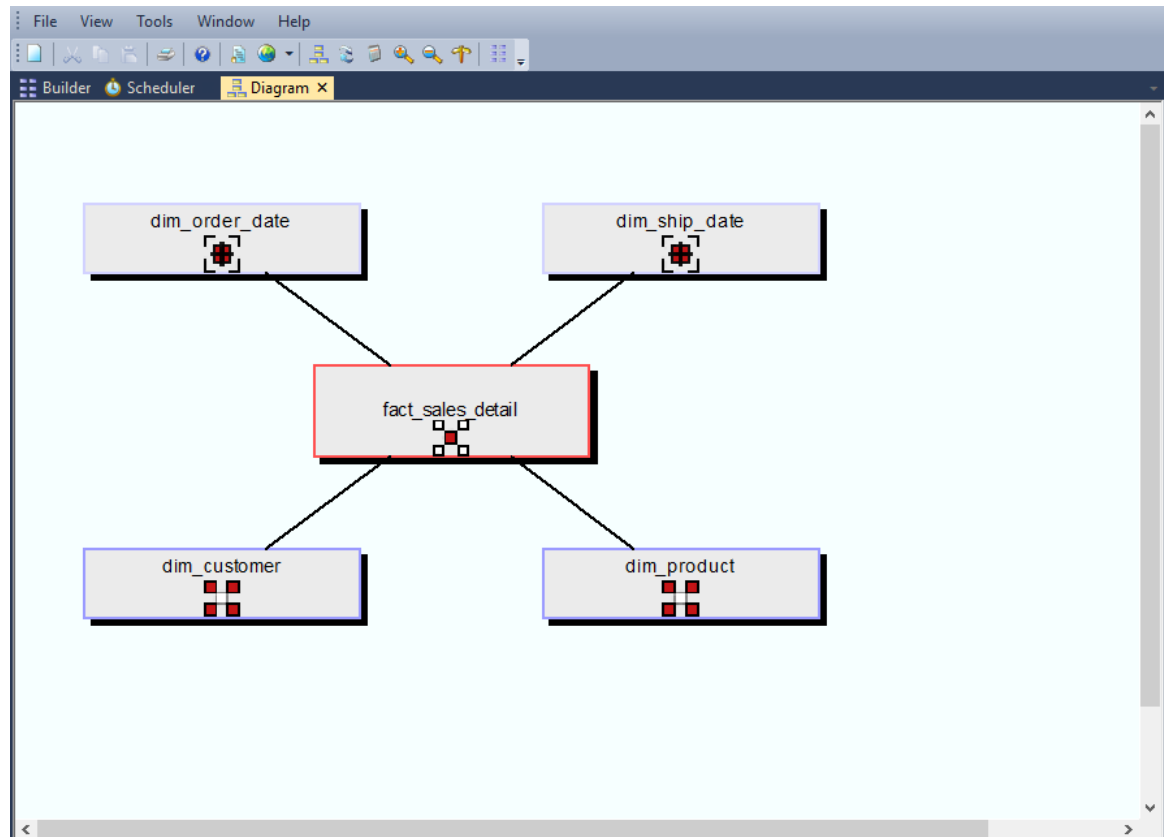 File View Tools Window Help
Builder Scheduler Diagram
dim_order_date dim_ship_date
fact_sales_detail
dim_customer dim_product